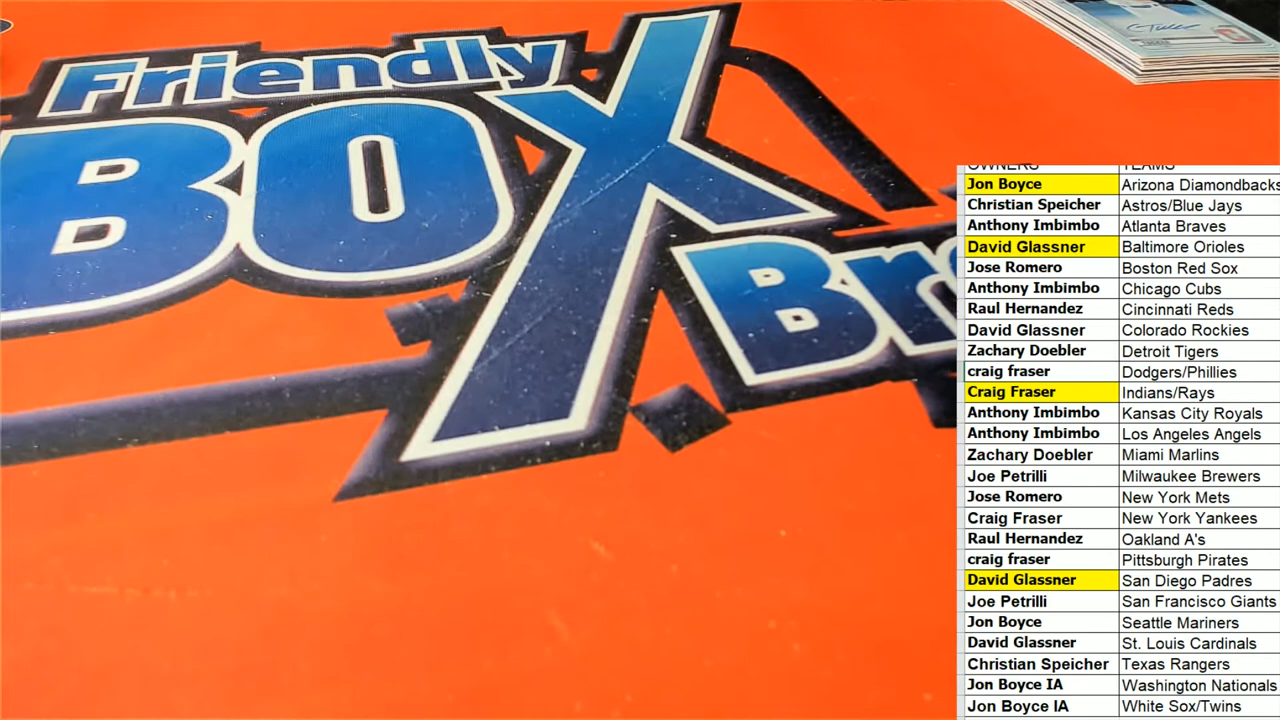 Friendly
BOX
Br
OWNERS TEAMS
Jon Boyce Arizona Diamondbacks
Christian Speicher Astros/Blue Jays
Anthony Imbimbo Atlanta Braves
David Glassner Baltimore Orioles
Jose Romero Boston Red Sox
Anthony Imbimbo Chicago Cubs
Raul Hernandez Cincinnati Reds
David Glassner Colorado Rockies
Zachary Doebler Detroit Tigers
craig fraser Dodgers/Phillies
Craig Fraser Indians/Rays
Anthony Imbimbo Kansas City Royals
Anthony Imbimbo Los Angeles Angels
Zachary Doebler Miami Marlins
Joe Petrilli Milwaukee Brewers
Jose Romero New York Mets
Craig Fraser New York Yankees
Raul Hernandez Oakland A's
craig fraser Pittsburgh Pirates
David Glassner San Diego Padres
Joe Petrilli San Francisco Giants
Jon Boyce Seattle Mariners
David Glassner St. Louis Cardinals
Christian Speicher Texas Rangers
Jon Boyce IA Washington Nationals
Jon Boyce IA White Sox/Twins